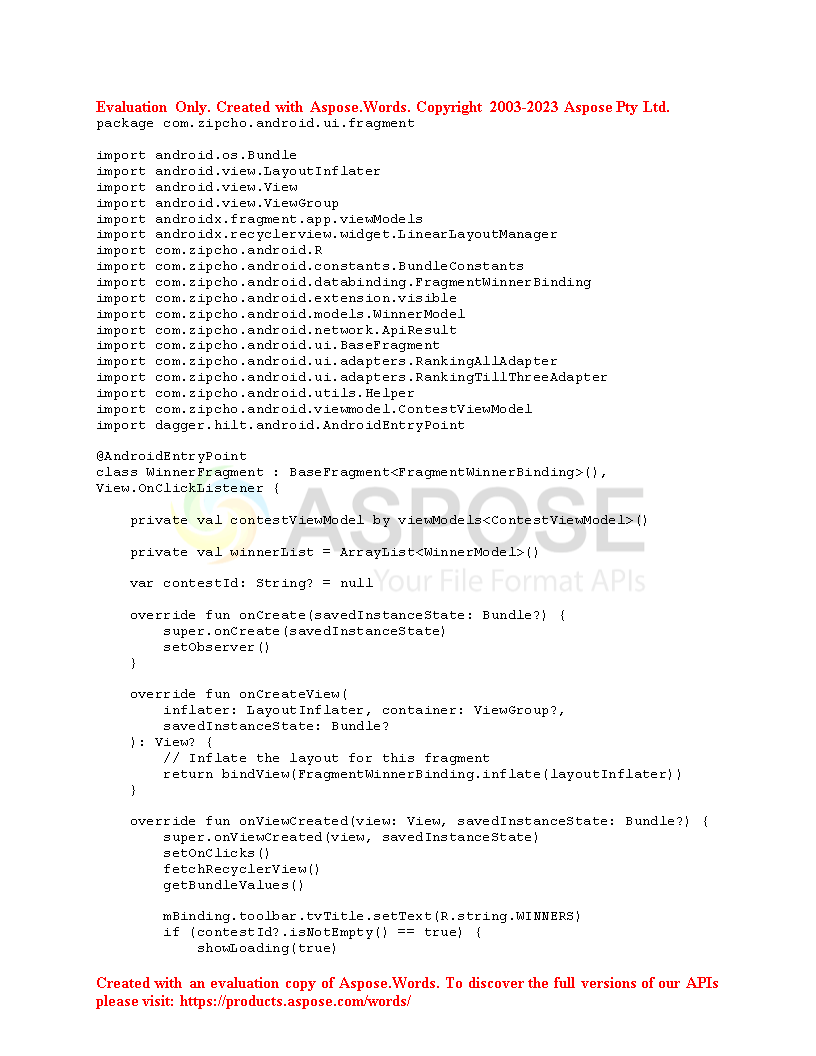 Evaluation Only. Created with Aspose.Words. Copyright 2003-2023 Aspose Pty Ltd.
package com.zipcho.android.ui.fragment

import android.os.Bundle
import android.view.LayoutInflater
import android.view.View
import android.view.ViewGroup
import androidx.fragment.app.viewModels
import androidx.recyclerview.widget.LinearLayoutManager
import com.zipcho.android.R
import com.zipcho.android.constants.BundleConstants
import com.zipcho.android.databinding.FragmentWinnerBinding
import com.zipcho.android.extension.visible
import com.zipcho.android.models.WinnerModel
import com.zipcho.android.network.ApiResult
import com.zipcho.android.ui.BaseFragment
import com.zipcho.android.ui.adapters.RankingAllAdapter
import com.zipcho.android.ui.adapters.RankingTillThreeAdapter
import com.zipcho.android.utils.Helper
import com.zipcho.android.viewmodel.ContestViewModel
import dagger.hilt.android.AndroidEntryPoint

@AndroidEntryPoint
class WinnerFragment : BaseFragment<FragmentWinnerBinding>(),
View.OnClickListener {
ASPOSE
    private val contestViewModel by viewModels<ContestViewModel>()

    private val winnerList = ArrayList<WinnerModel>()

    var contestId: String? = null
Your File Format APIs

    override fun onCreate(savedInstanceState: Bundle?) {
        super.onCreate(savedInstanceState)
        setObserver()
    }

    override fun onCreateView(
        inflater: LayoutInflater, container: ViewGroup?,
        savedInstanceState: Bundle?
    ): View? {
        // Inflate the layout for this fragment
        return bindView(FragmentWinnerBinding.inflate(layoutInflater))
    }

    override fun onViewCreated(view: View, savedInstanceState: Bundle?) {
        super.onViewCreated(view, savedInstanceState)
        setOnClicks()
        fetchRecyclerView()
        getBundleValues()

        mBinding.toolbar.tvTitle.setText(R.string.WINNERS)
        if (contestId?.isNotEmpty() == true) {
            showLoading(true)

Created with an evaluation copy of Aspose.Words. To discover the full versions of our APIs
please visit: https://products.aspose.com/words/